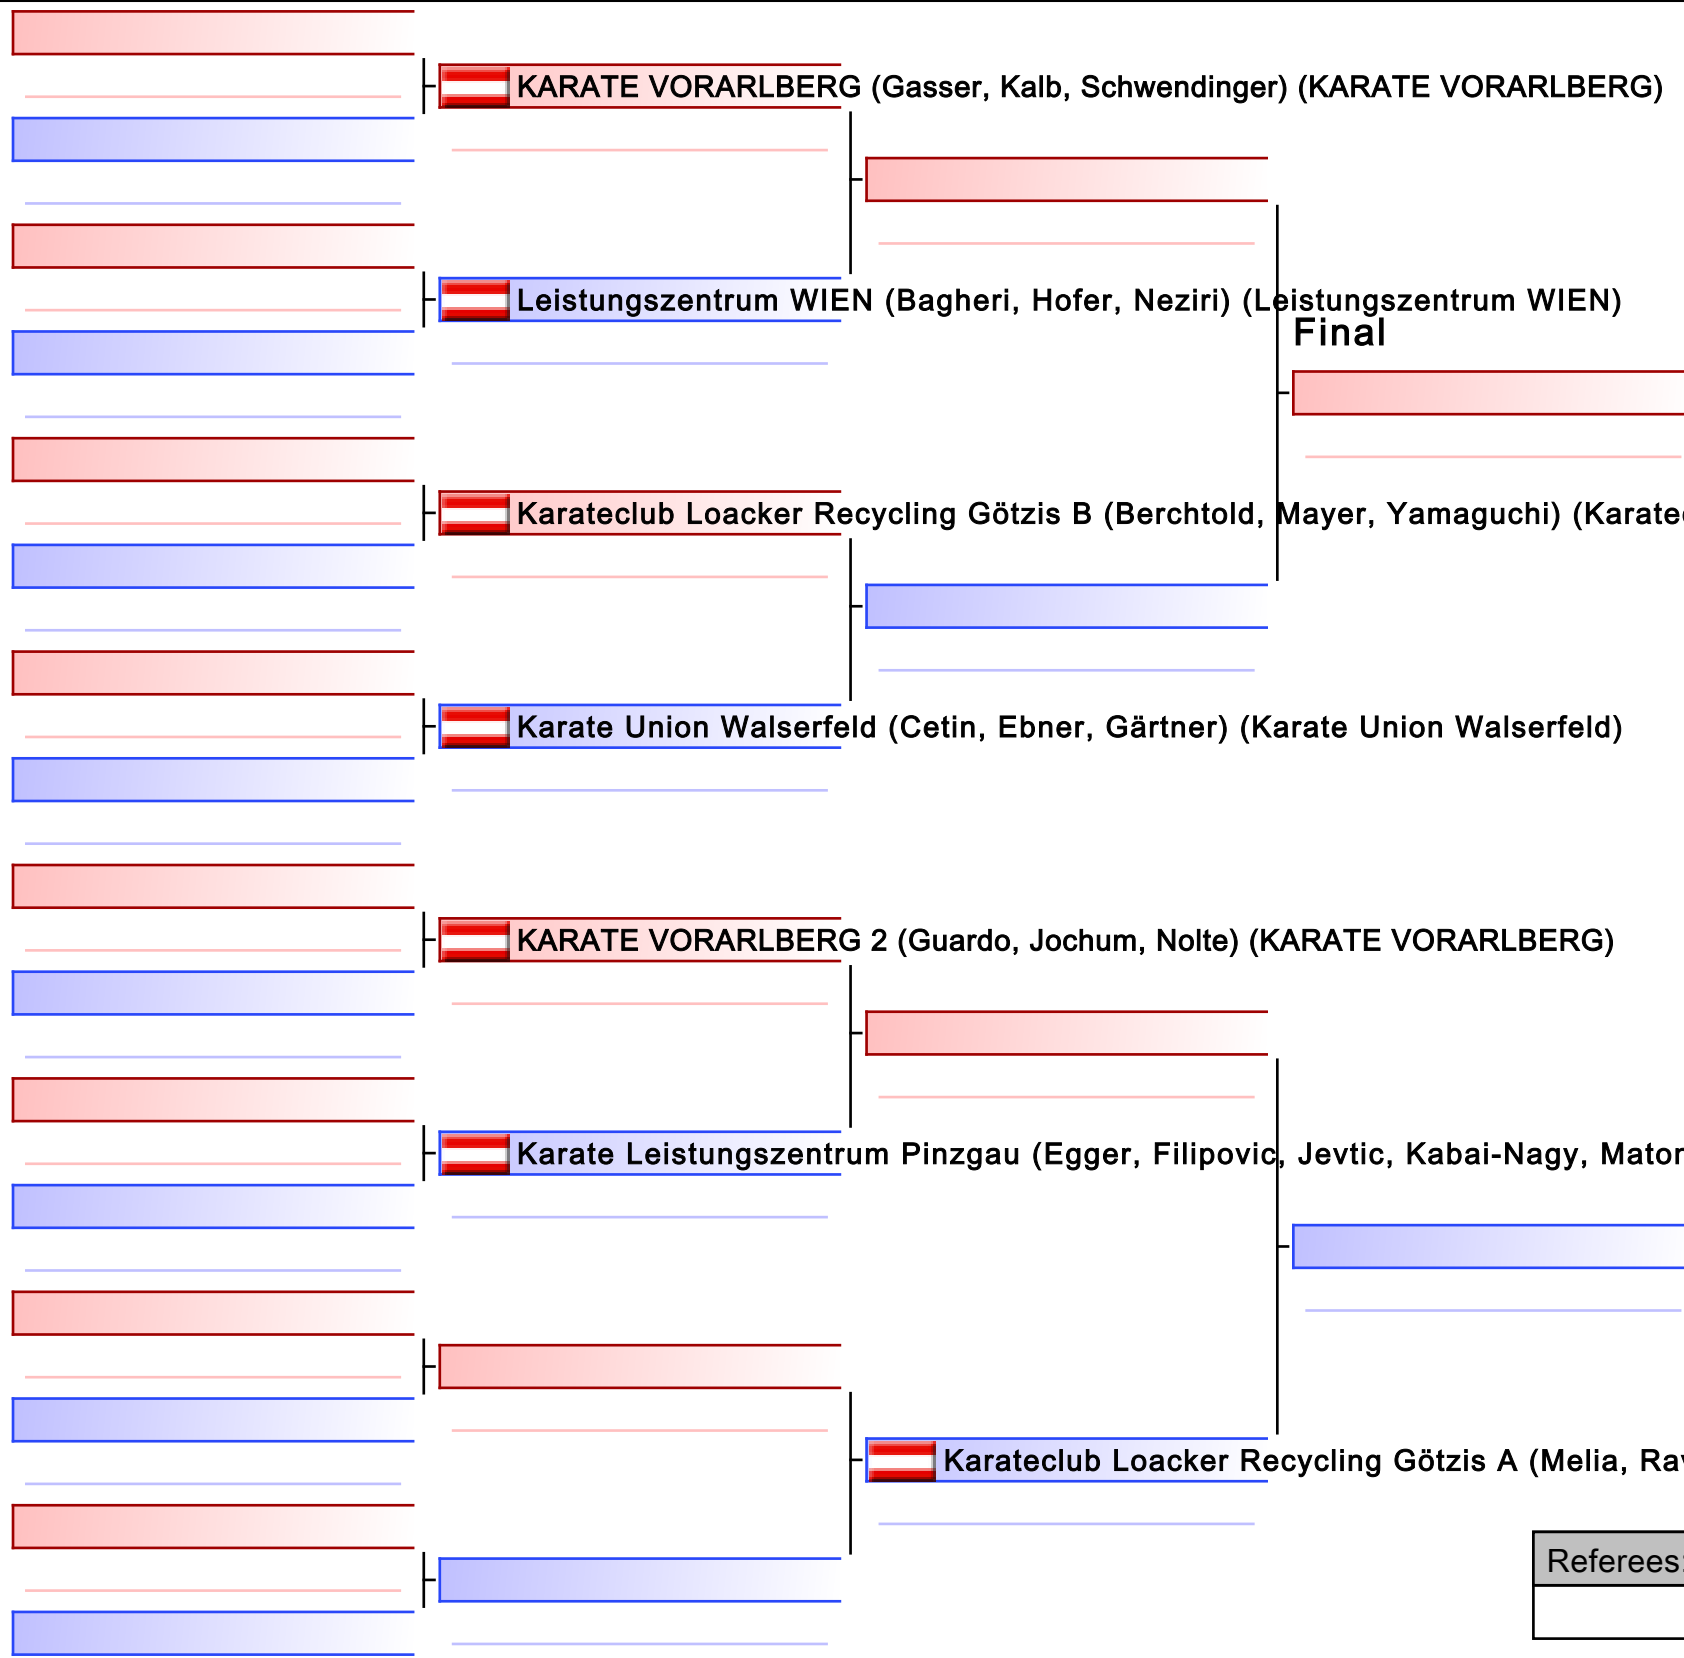 KARATE VORARLBERG (Gasser, Kalb, Schwendinger) (KARATE VORARLBERG)
Leistungszentrum WIEN (Bagheri, Hofer, Neziri) (Leistungszentrum WIEN)
Final
Karateclub Loacker Recycling Götzis B (Berchtold, Mayer, Yamaguchi)
Karate Union Walserfeld (Cetin, Ebner, Gärtner) (Karate Union Walserfeld)
KARATE VORARLBERG 2 (Guardo, Jochum, Nolte) (KARATE VORARLBERG)
Karate Leistungszentrum Pinzgau (Egger, Filipovic, Jevtic, Kabai-Nagy,
Karateclub Loacker Recycling Götzis A (Melia,
Referees: